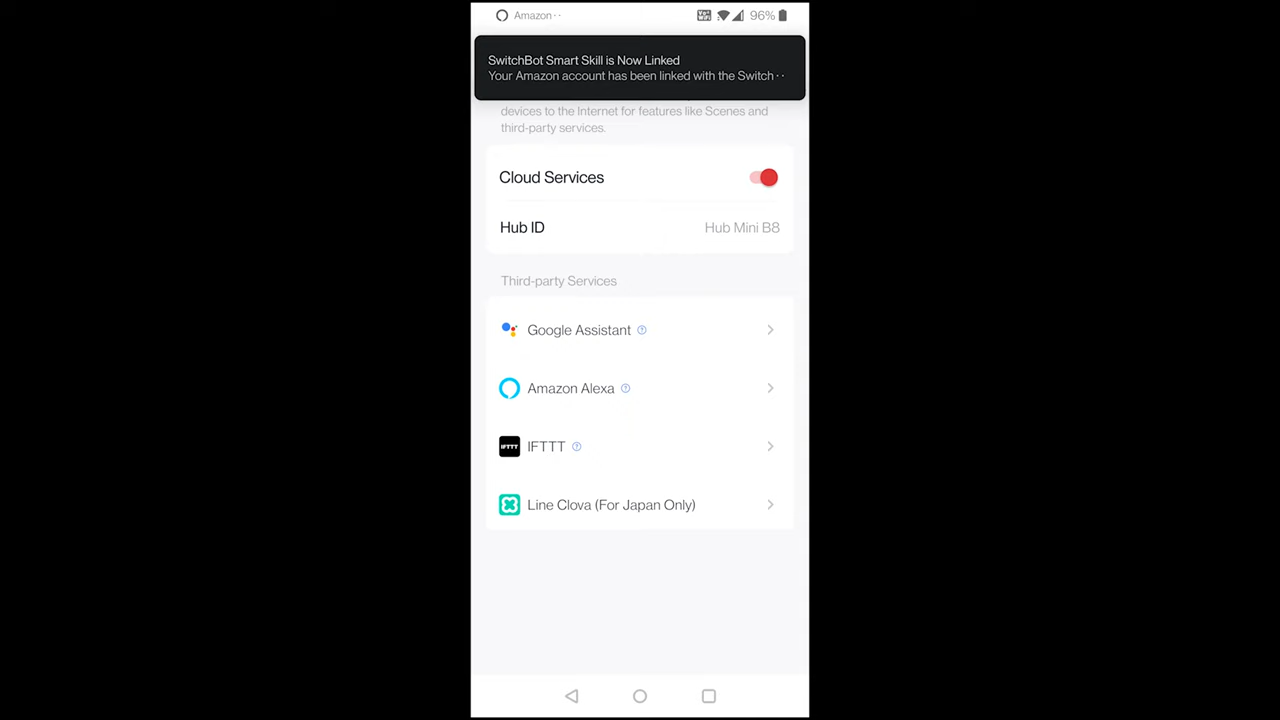 Amazon ··
96%
SwitchBot Smart Skill is Now Linked
Your Amazon account has been linked with the Switch ··
devices to the Internet for features like Scenes and
third-party services.
Cloud Services
Hub ID
Hub Mini B8
Third-party Services
Google Assistant
Amazon Alexa
IFTTT
IFTTT
Line Clova (For Japan Only)